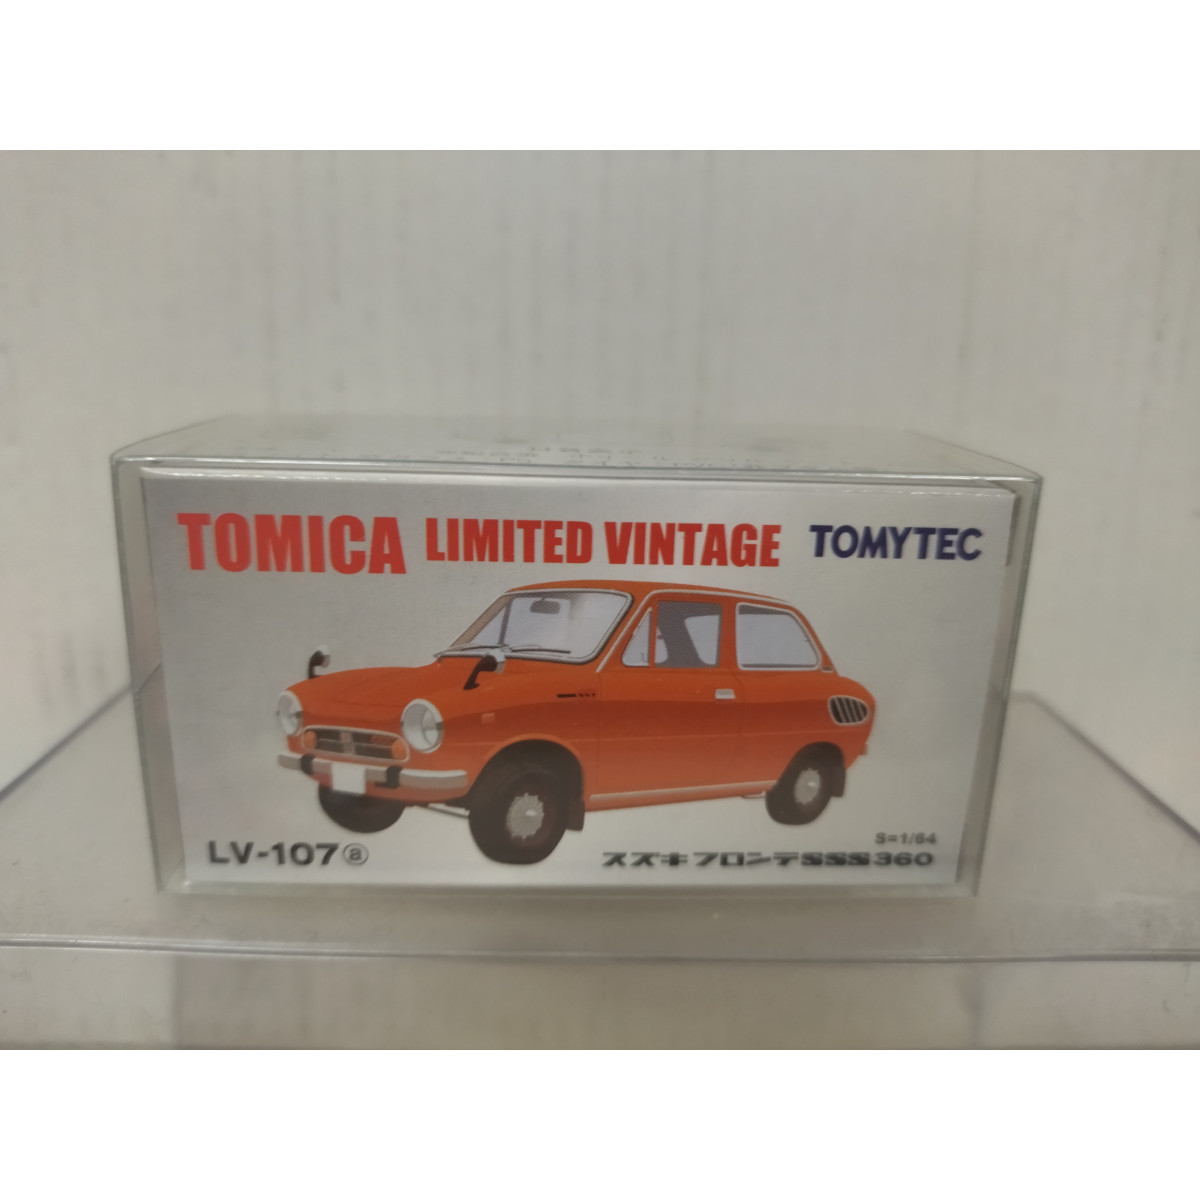 TOMICA LIMITED VINTAGE TOMYTEC
S=1/64
LV-107ⓐ スズキ フロンテSSS360